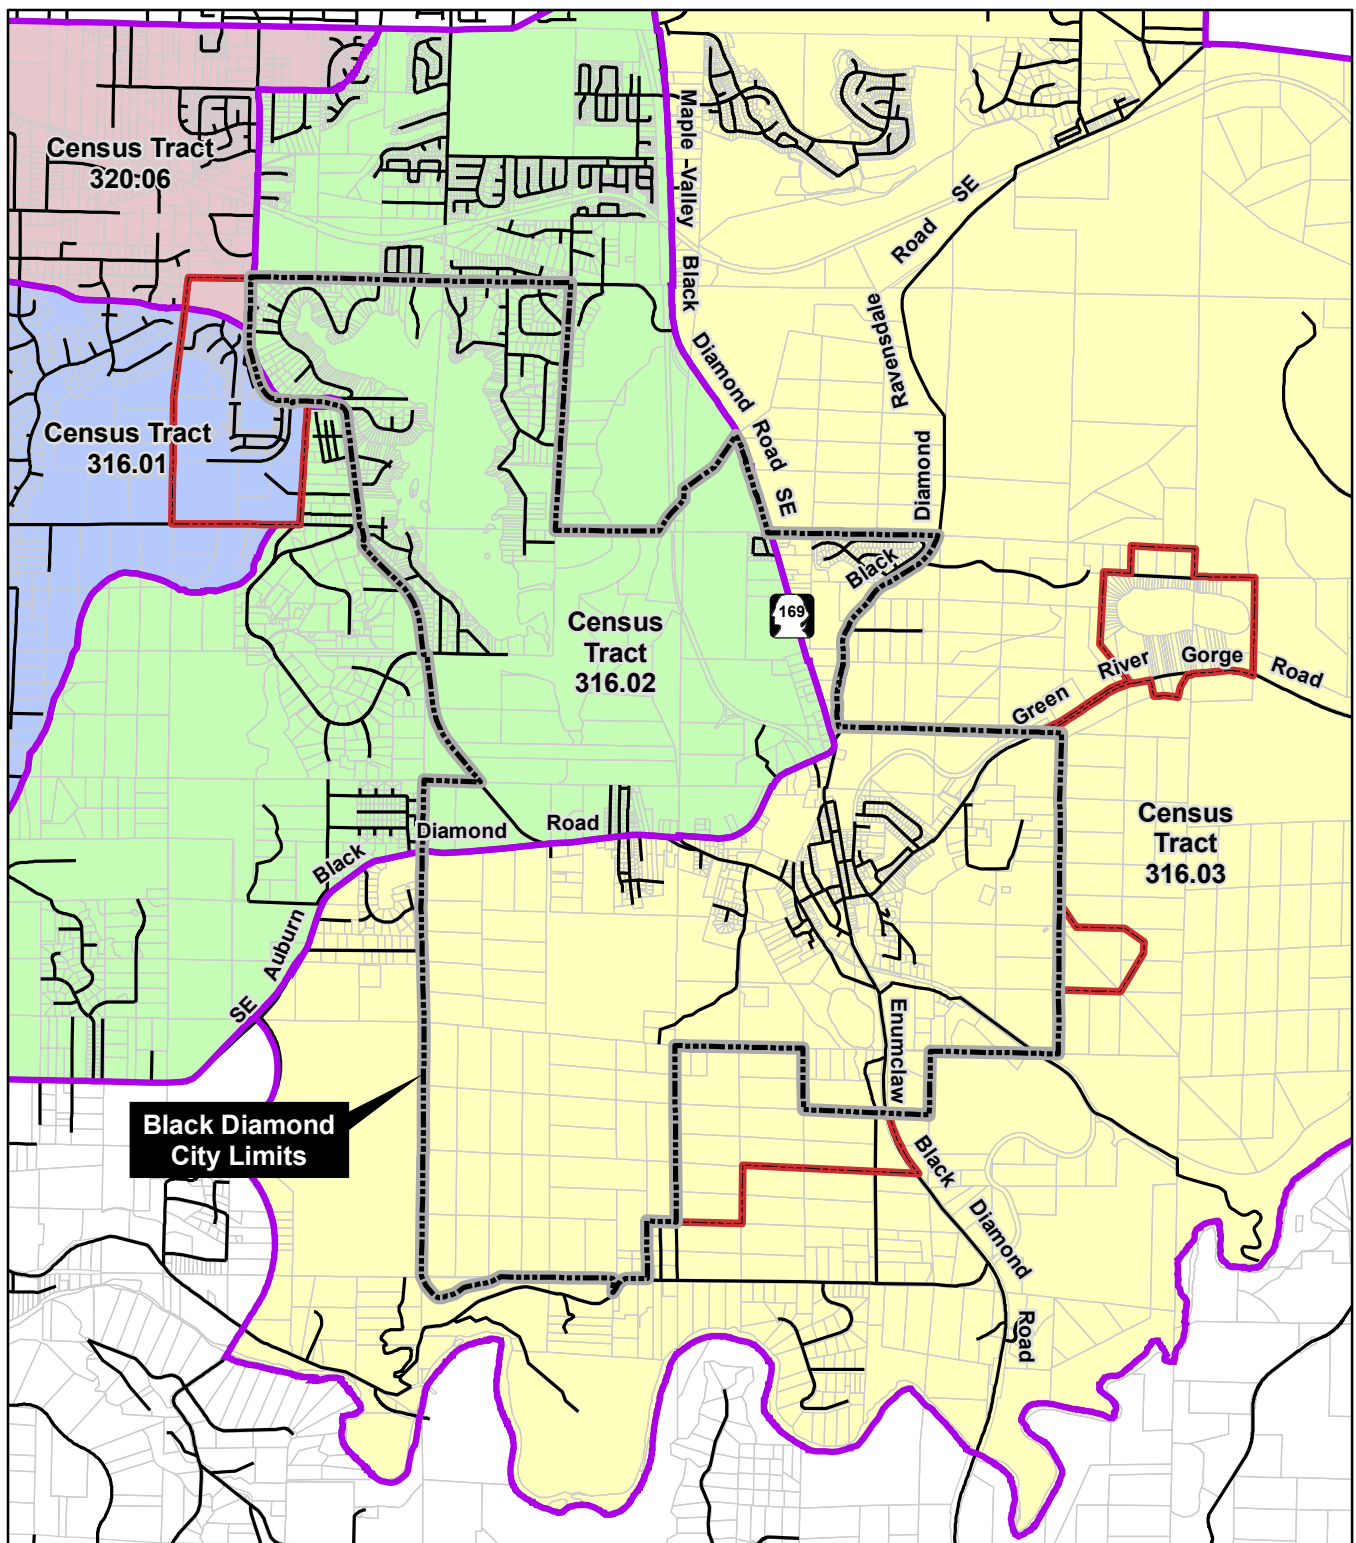 Census Tract
320:06
Maple -Valley
Black
Diamond
Road
SE
Road
SE
Ravensdale
Diamond
Black
Census Tract
316.01
169
Census
Tract
316.02
Green
River
Gorge
Road
Census
Tract
316.03
Diamond
Road
Black
Auburn
SE
Enumclaw
Black
Diamond
Road
Black Diamond
City Limits